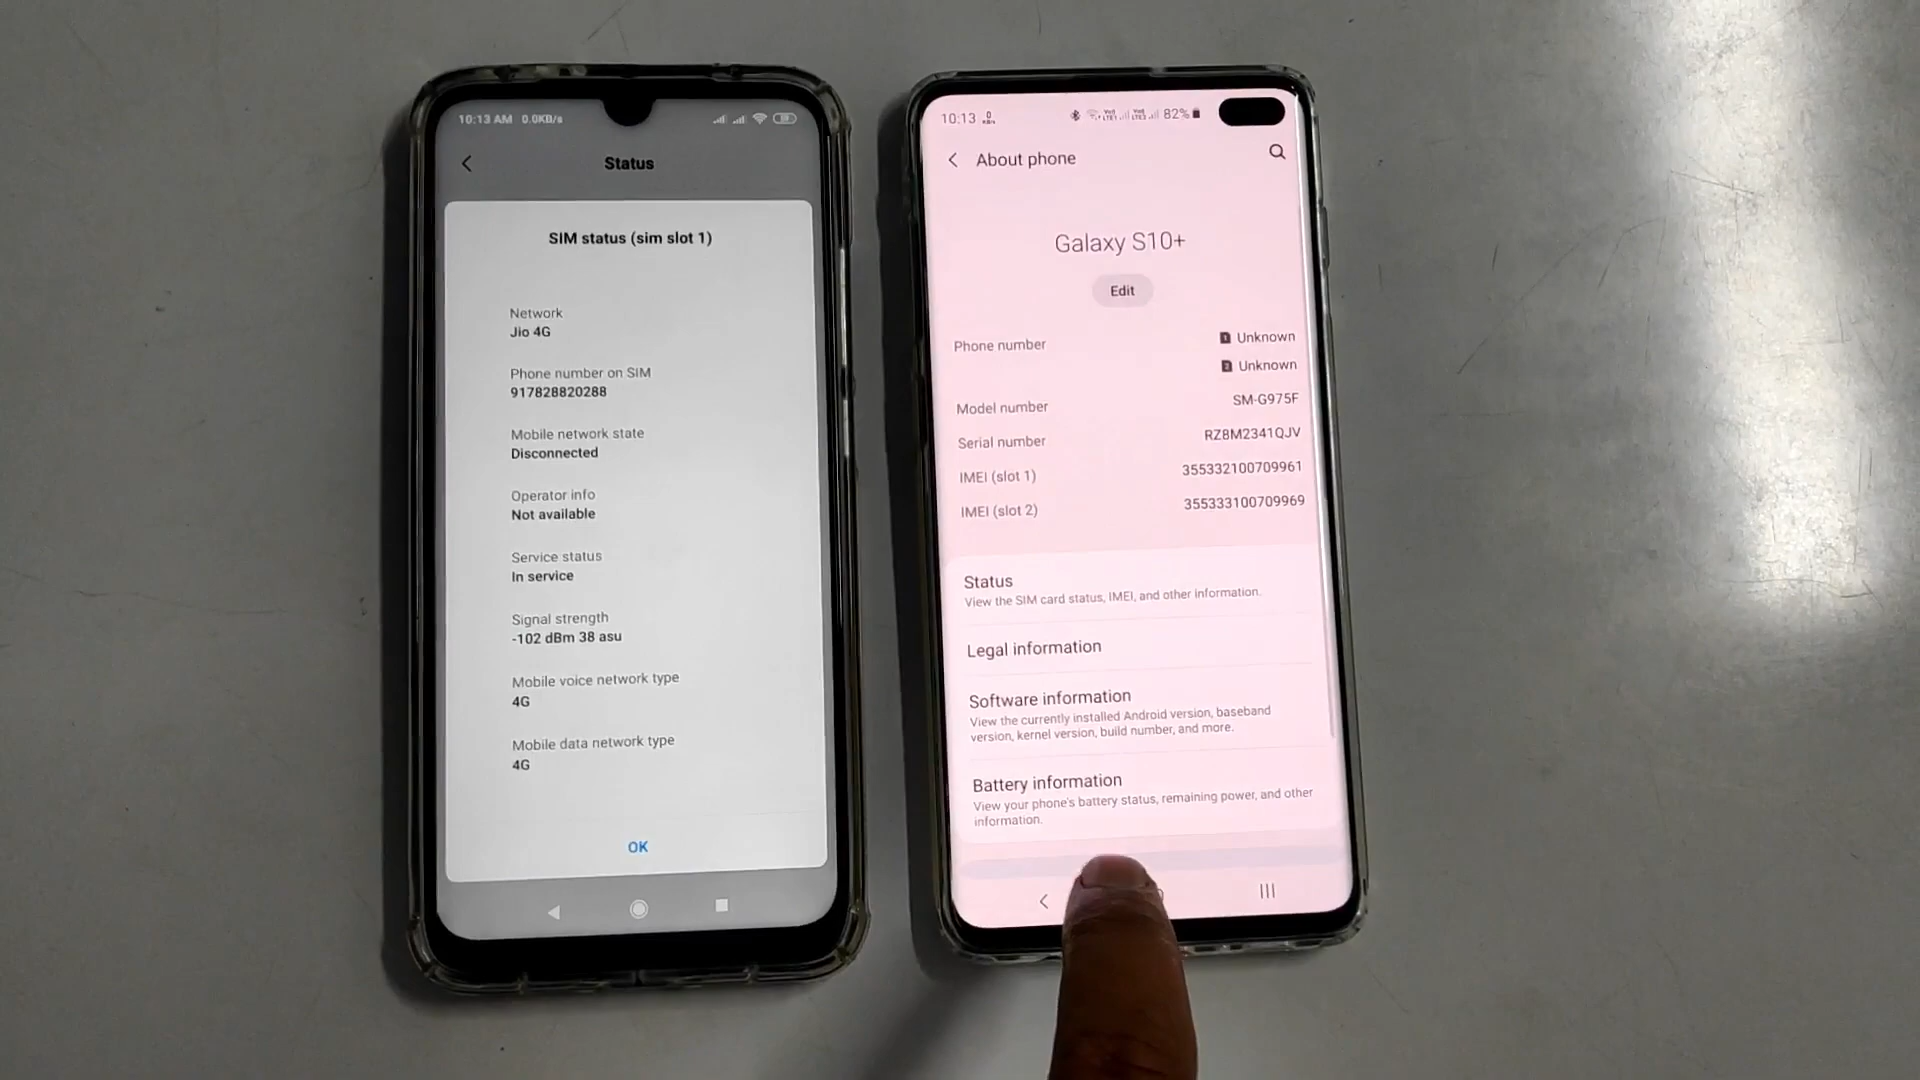 10:13 AM 0.0KB/s
Status
SIM status (sim slot 1)
Network
Jio 4G
Phone number on SIM
917828820288
Mobile network state
Disconnected
Operator info
Not available
Service status
In service
Signal strength
-102 dBm 38 asu
Mobile voice network type
4G
Mobile data network type
4G
OK
10:13 82%
About phone
Galaxy S10+
Edit
Phone number Unknown
Unknown
Model number SM-G975F
Serial number RZ8M2341QJV
IMEI (slot 1) 355332100709961
IMEI (slot 2) 355333100709969
Status
View the SIM card status, IMEI, and other information.
Legal information
Software information
View the currently installed Android version, baseband
version, kernel version, build number, and more.
Battery information
View your phone's battery status, remaining power, and other
information.